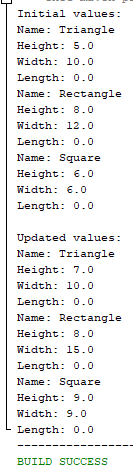 Initial values:
Name: Triangle
Height: 5.0
Width: 10.0
Length: 0.0
Name: Rectangle
Height: 8.0
Width: 12.0
Length: 0.0
Name: Square
Height: 6.0
Width: 6.0
Length: 0.0

Updated values:
Name: Triangle
Height: 7.0
Width: 10.0
Length: 0.0
Name: Rectangle
Height: 8.0
Width: 15.0
Length: 0.0
Name: Square
Height: 9.0
Width: 9.0
Length: 0.0
-----------------
BUILD SUCCESS